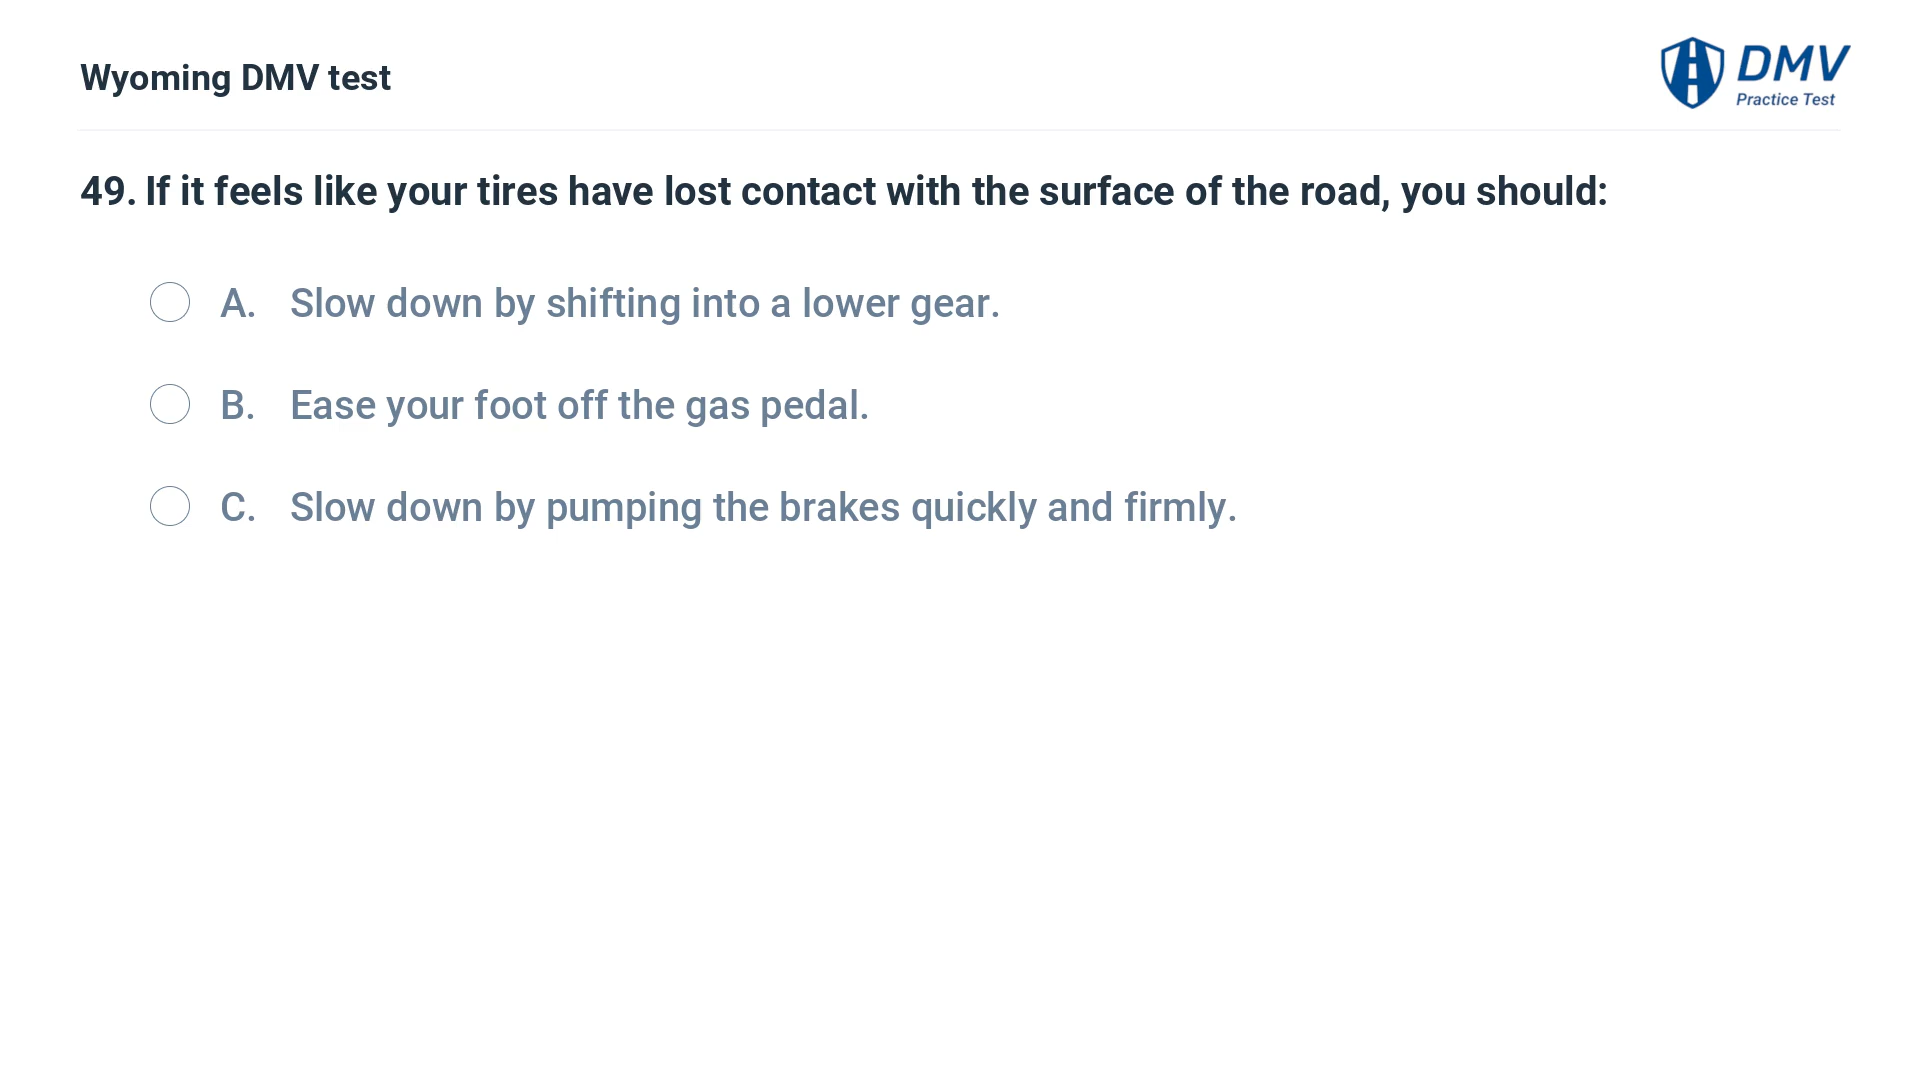 Wyoming DMV test
DMV
Practice Test
49. If it feels like your tires have lost contact with the surface of the road, you should:
A. Slow down by shifting into a lower gear.
B. Ease your foot off the gas pedal.
C. Slow down by pumping the brakes quickly and firmly.